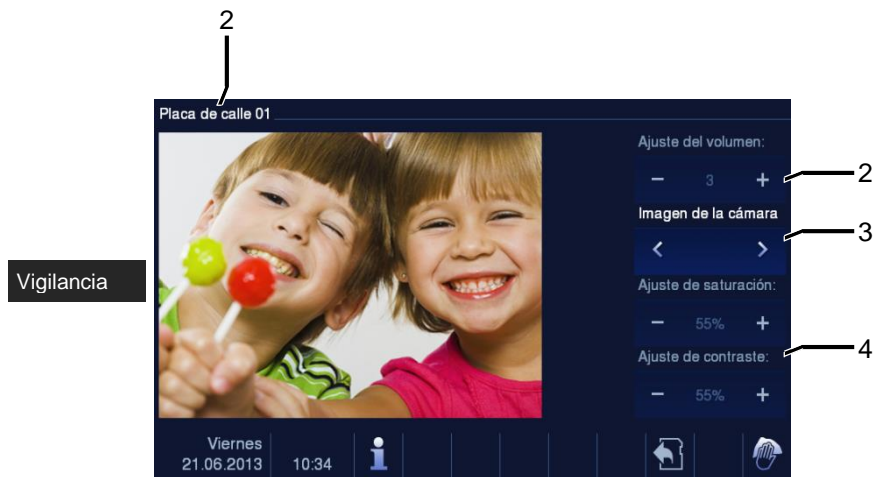 2
Placa de calle 01
Ajuste del volumen:
− 3 +
2
Imagen de la cámara
< >
3
Vigilancia
Ajuste de saturación:
− 55% +
Ajuste de contraste:
4
− 55% +
Viernes
21.06.2013 10:34